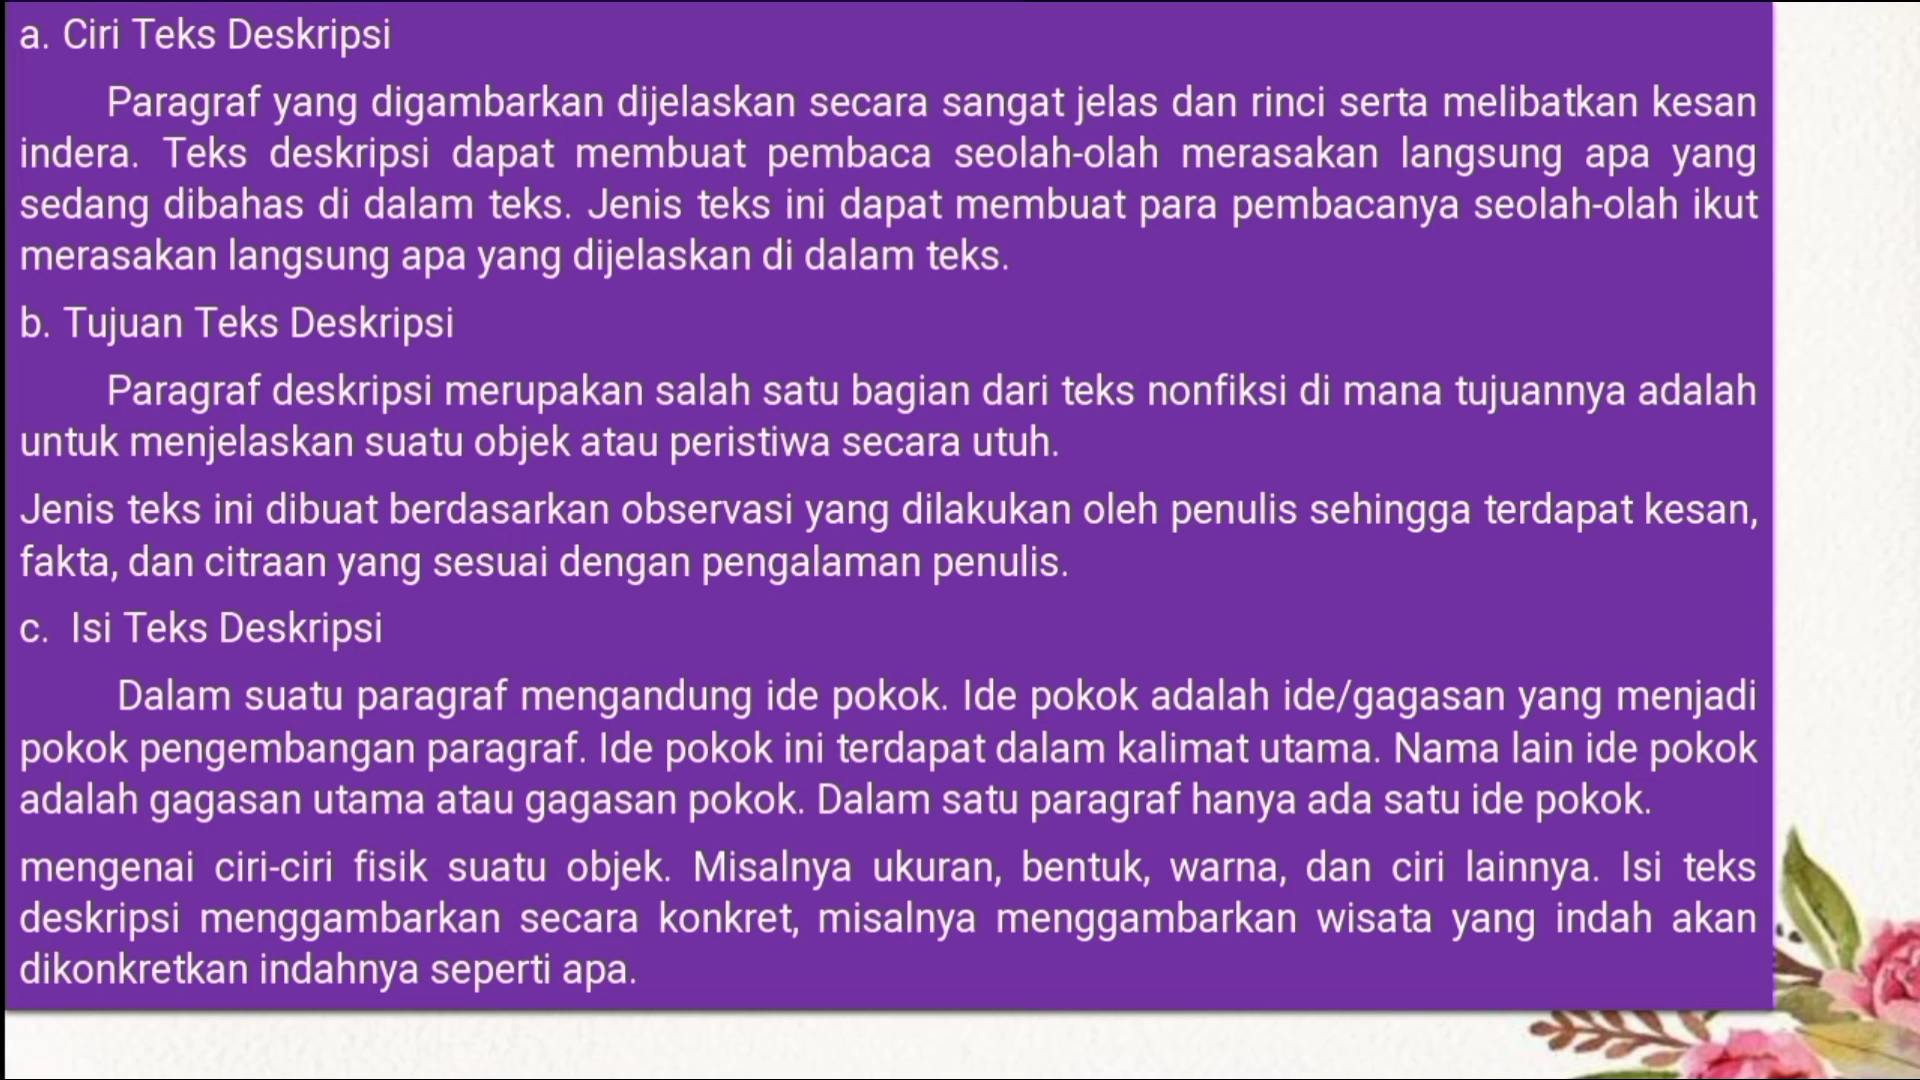 a. Ciri Teks Deskripsi
Paragraf yang digambarkan dijelaskan secara sangat jelas dan rinci serta melibatkan kesan
indera. Teks deskripsi dapat membuat pembaca seolah-olah merasakan langsung apa yang
sedang dibahas di dalam teks. Jenis teks ini dapat membuat para pembacanya seolah-olah ikut
merasakan langsung apa yang dijelaskan di dalam teks.
b. Tujuan Teks Deskripsi
Paragraf deskripsi merupakan salah satu bagian dari teks nonfiksi di mana tujuannya adalah
untuk menjelaskan suatu objek atau peristiwa secara utuh.
Jenis teks ini dibuat berdasarkan observasi yang dilakukan oleh penulis sehingga terdapat kesan,
fakta, dan citraan yang sesuai dengan pengalaman penulis.
c. Isi Teks Deskripsi
Dalam suatu paragraf mengandung ide pokok. Ide pokok adalah ide/gagasan yang menjadi
pokok pengembangan paragraf. Ide pokok ini terdapat dalam kalimat utama. Nama lain ide pokok
adalah gagasan utama atau gagasan pokok. Dalam satu paragraf hanya ada satu ide pokok.
mengenai ciri-ciri fisik suatu objek. Misalnya ukuran, bentuk, warna, dan ciri lainnya. Isi teks
deskripsi menggambarkan secara konkret, misalnya menggambarkan wisata yang indah akan
dikonkretkan indahnya seperti apa.